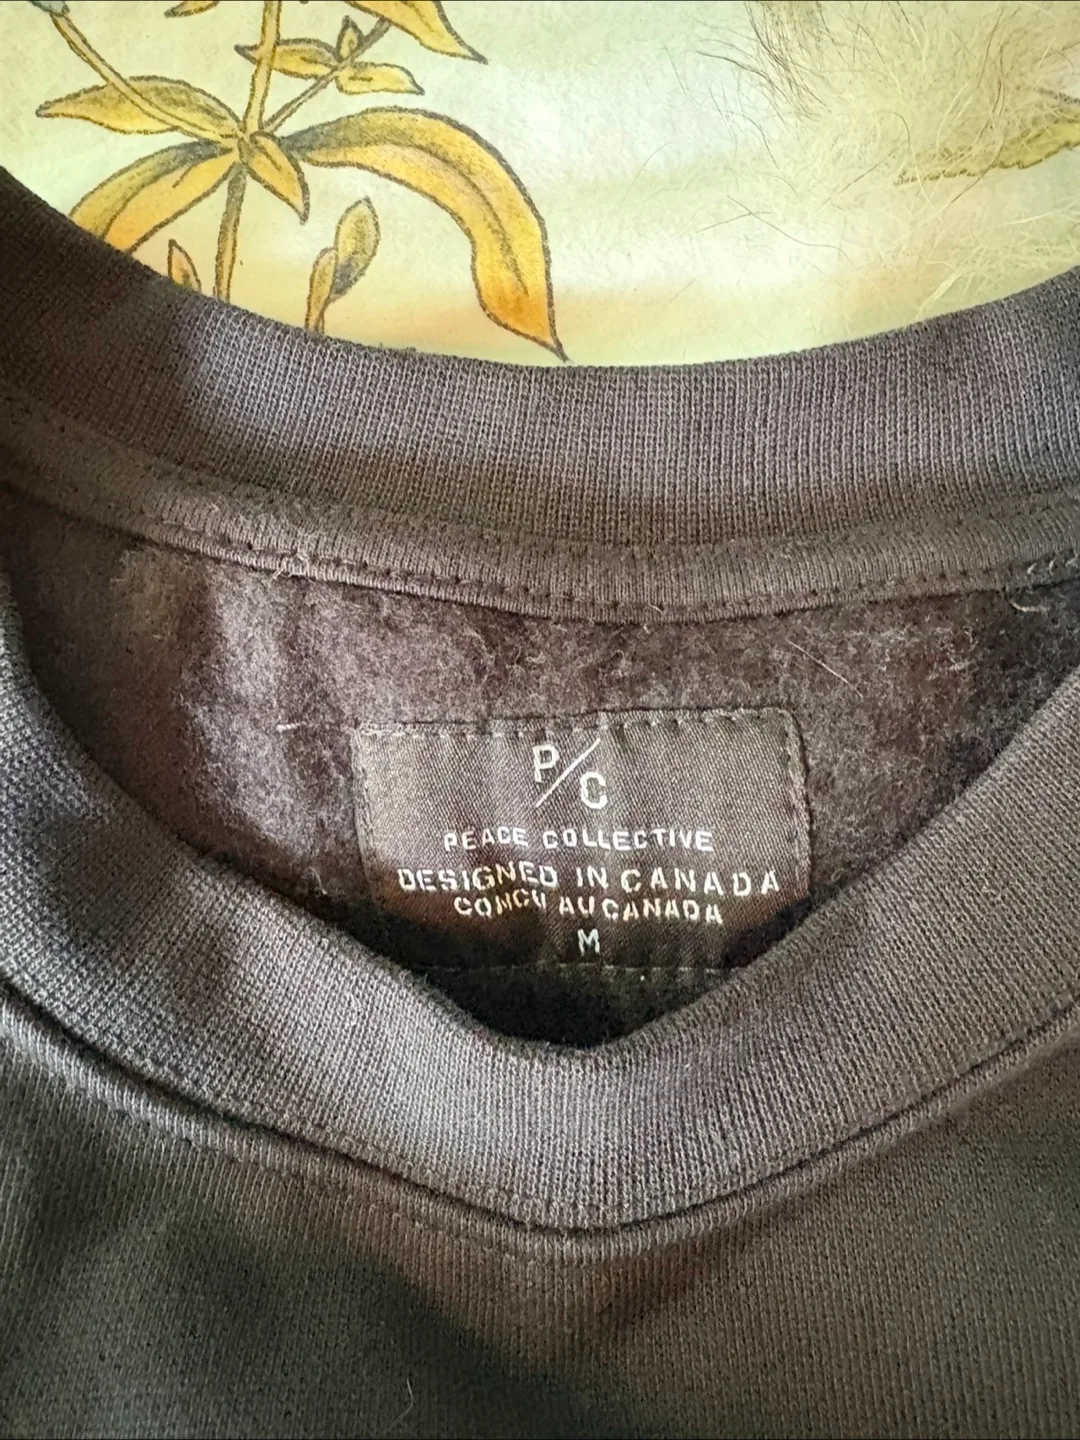 P/C
PEACE COLLECTIVE
DESIGNED IN CANADA
CONÇU AU CANADA
M